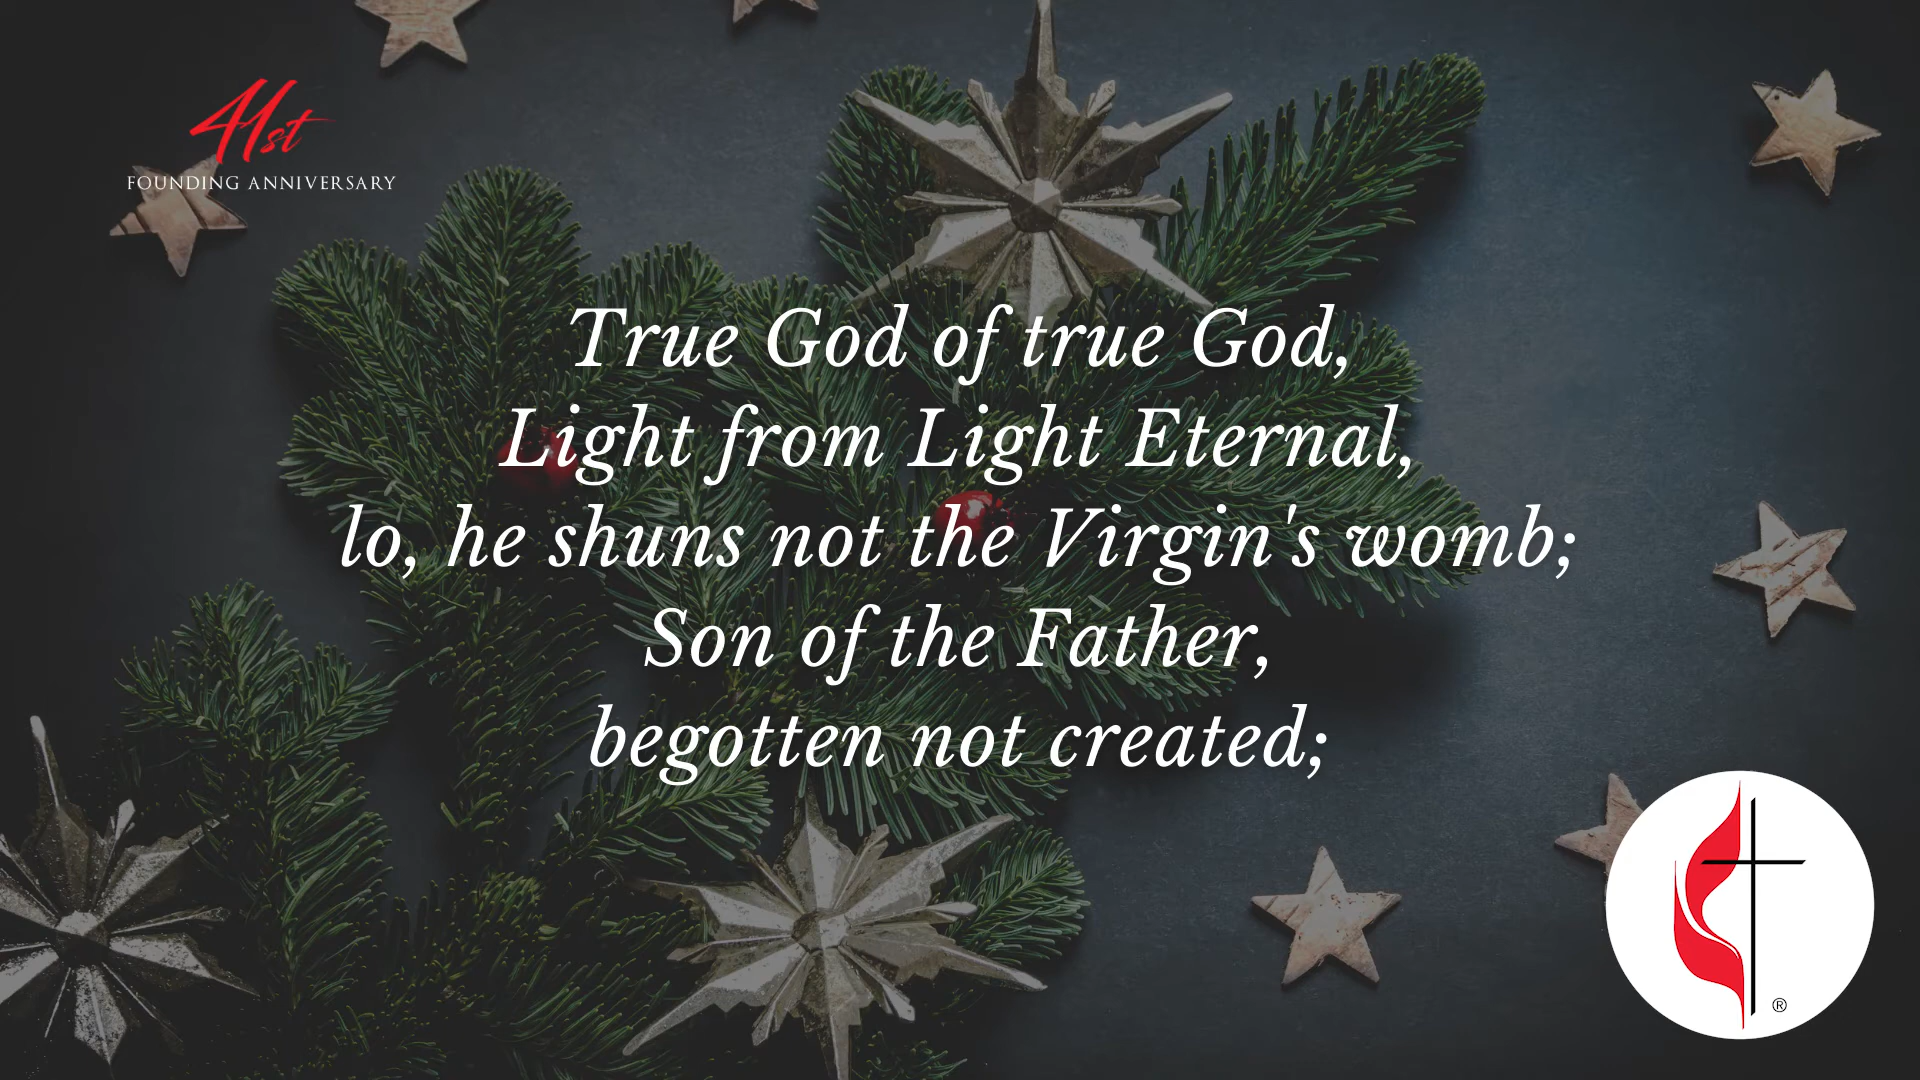 41st
FOUNDING ANNIVERSARY
True God of true God,
Light from Light Eternal,
lo, he shuns not the Virgin's womb;
Son of the Father,
begotten not created;
®